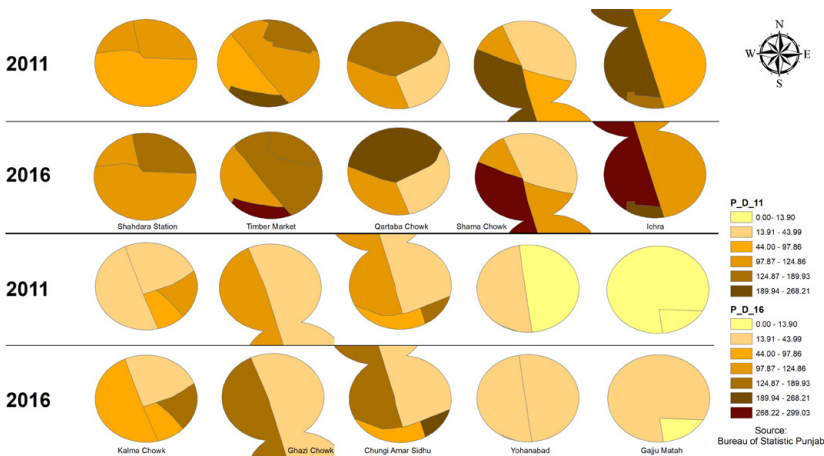 2011
N
W E
S
2016
Shahdara Station Timber Market Qartaba Chowk Shama Chowk Ichra
2011
2016
Kalma Chowk Ghazi Chowk Chungi Amar Sidhu Yohanabad Gajju Matah
P_D_11
0.00- 13.90
13.91 - 43.99
44.00 - 97.86
97.87 - 124.86
124.87 - 189.93
189.94 - 268.21
P_D_16
0.00 - 13.90
13.91 - 43.99
44.00 - 97.86
97.87 - 124.86
124.87 - 189.93
189.94 - 268.21
268.22 - 299.03
Source:
Bureau of Statistic Punjab